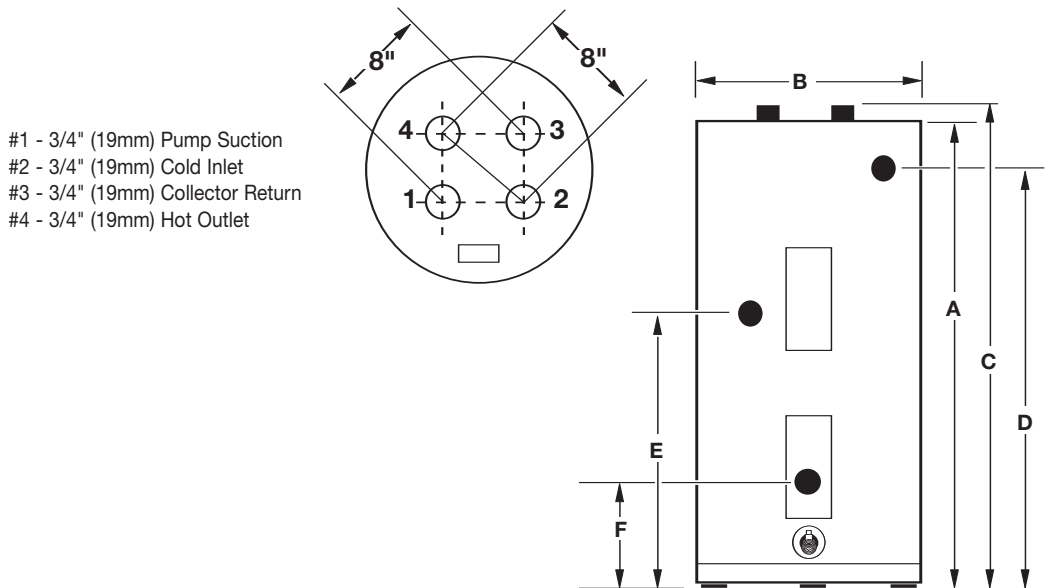 #1 - 3/4" (19mm) Pump Suction
#2 - 3/4" (19mm) Cold Inlet
#3 - 3/4" (19mm) Collector Return
#4 - 3/4" (19mm) Hot Outlet
8"
8"
4
3
1
2
B
A
C
D
E
F